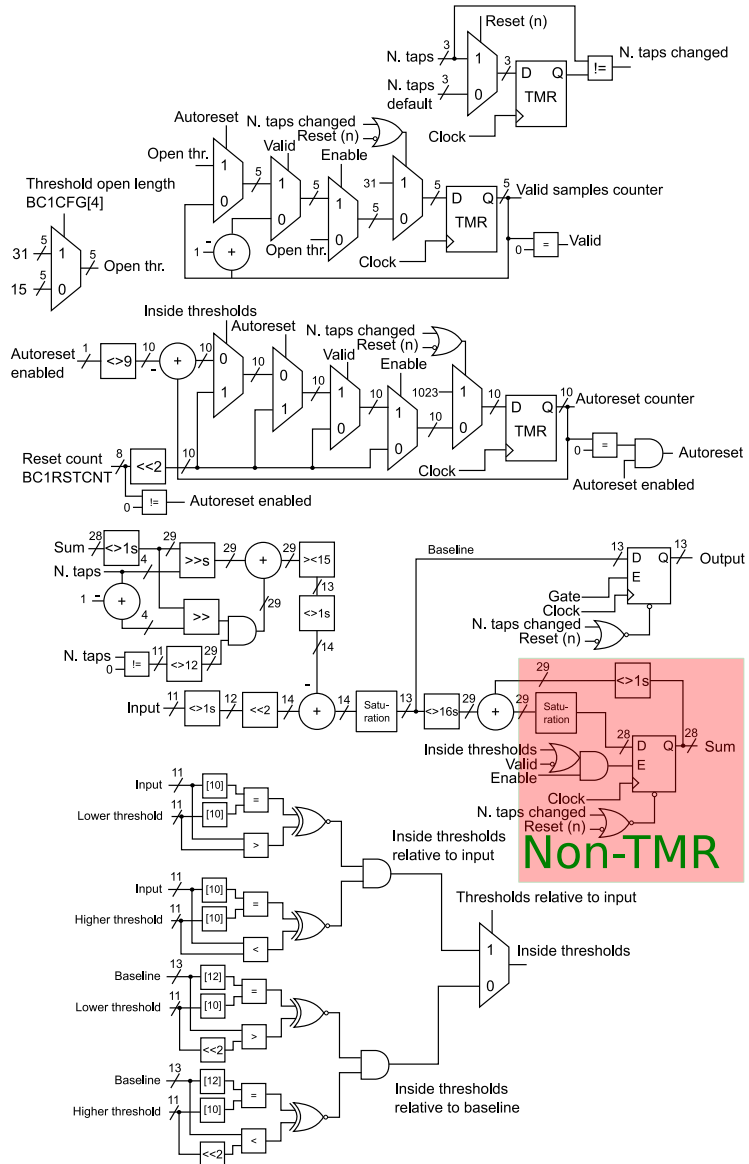 Reset (n)
N. taps
3
1
3
D Q
!=
N. taps changed
N. taps
default
3
0
TMR
Clock
Autoreset
N. taps changed
Reset (n)
Valid
Enable
Open thr.
1
5
1
5
1
5
31
1
5
D Q
5
Valid samples counter
0
0
0
0
TMR
Threshold open length
BC1CFG[4]
31
5
1
5
Open thr.
15
5
0
1
-
+
Open thr.
Clock
0
=
Valid
Inside thresholds
Autoreset
N. taps changed
Reset (n)
Valid
Enable
Autoreset
enabled
1
<>9
10
-
+
10
0
1
10
0
1
10
1
0
10
1
0
10
1023
1
0
10
D Q
TMR
10
Autoreset counter
Reset count
BC1RSTCNT
8
<<2
10
Clock
0
=
Autoreset
Autoreset enabled
0
!=
Autoreset enabled
Sum
28
<>1s
29
>>s
29
+
29
><15
13
N. taps
4
1
-
+
4
>>
29
<>1s
14
N. taps
0
!=
11
<>12
29
-
Input
11
<>1s
12
<<2
14
+
14
Satu-
ration
13
<>16s
29
+
29
Satu-
ration
28
Baseline
13
D Q
E
13
Output
Gate
Clock
N. taps changed
Reset (n)
29
<>1s
D Q
E
28
Sum
Inside thresholds
Valid
Enable
Clock
N. taps changed
Reset (n)
Non-TMR
Input
11
[10]
=
Lower threshold
11
[10]
>
Inside thresholds
relative to input
Input
11
[10]
=
Higher threshold
11
[10]
<
Thresholds relative to input
1
0
Inside thresholds
Baseline
13
[12]
=
Lower threshold
11
[10]
>
<<2
Baseline
13
[12]
=
Higher threshold
11
[10]
<
<<2
Inside thresholds
relative to baseline